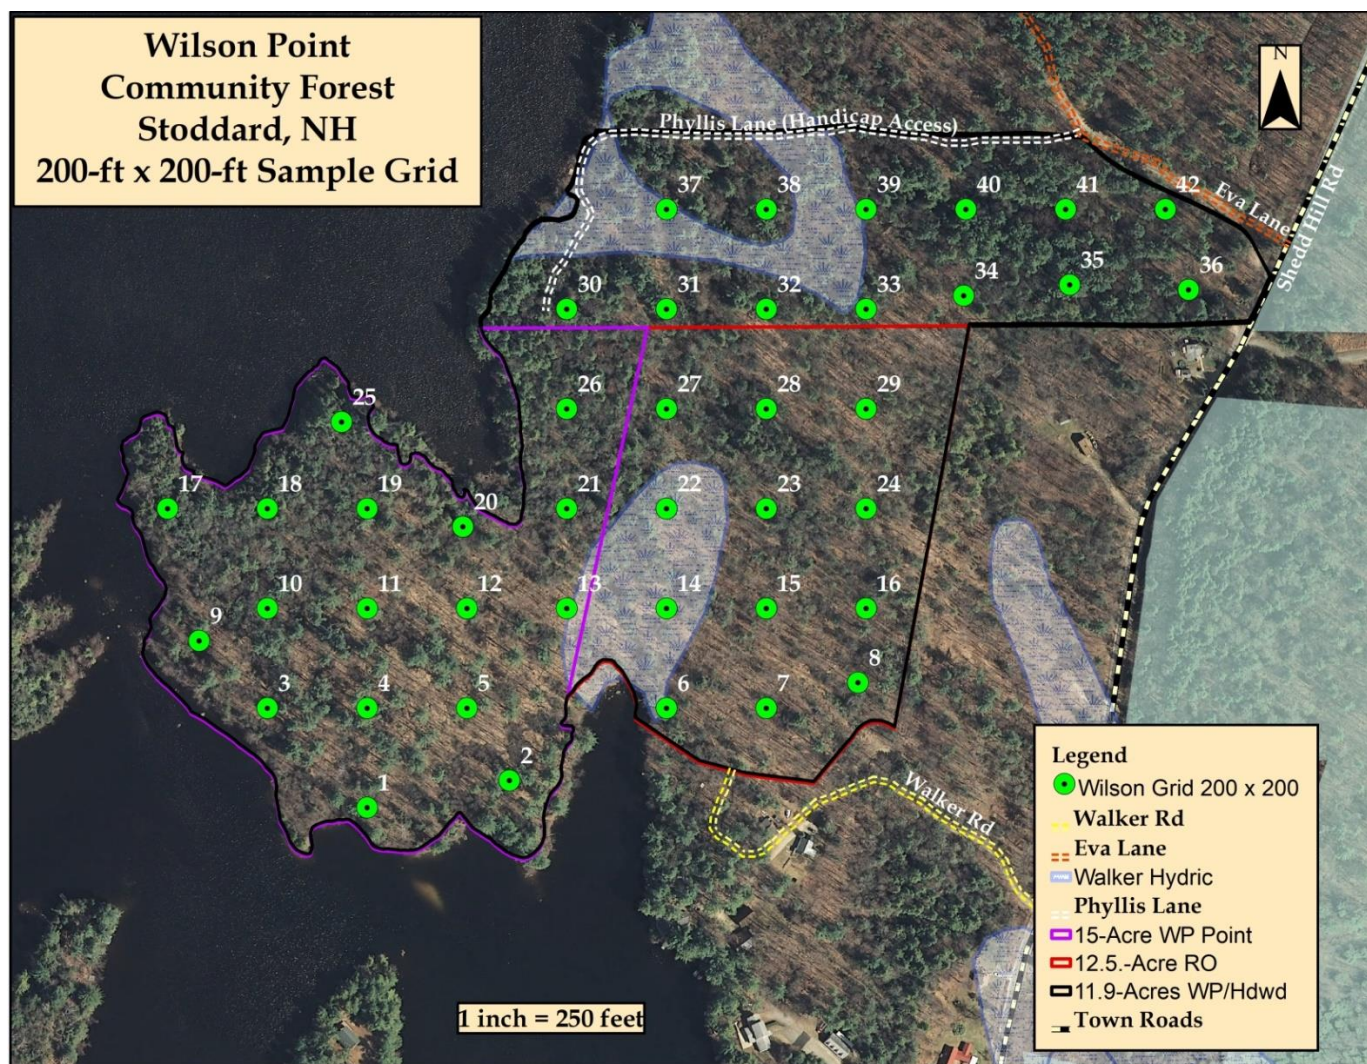 Wilson Point
Community Forest
Stoddard, NH
200-ft x 200-ft Sample Grid
N
Phyllis Lane (Handicap Access)
Eva Lane
Shedd Hill Rd
37 38 39 40 41 42
30 31 32 33 34 35 36
26 27 28 29
25
17 18 19 20 21 22 23 24
9 10 11 12 13 14 15 16
3 4 5 6 7 8
1 2
Walker Rd
1 inch = 250 feet
Legend
Wilson Grid 200 x 200
Walker Rd
Eva Lane
Walker Hydric
Phyllis Lane
15-Acre WP Point
12.5.-Acre RO
11.9-Acres WP/Hdwd
Town Roads